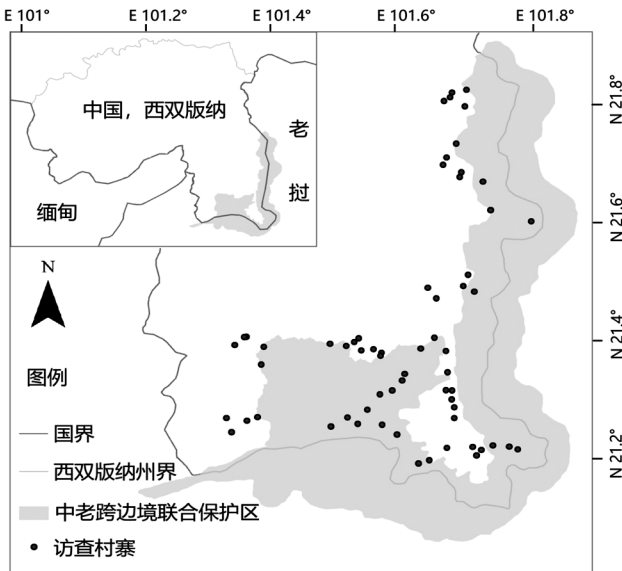 E 101° E 101.2° E 101.4° E 101.6° E 101.8°
中国，西双版纳
老
挝
缅甸
N 21.8°
N 21.6°
N 21.4°
N 21.2°
N
图例
国界
西双版纳州界
中老跨边境联合保护区
访查村寨